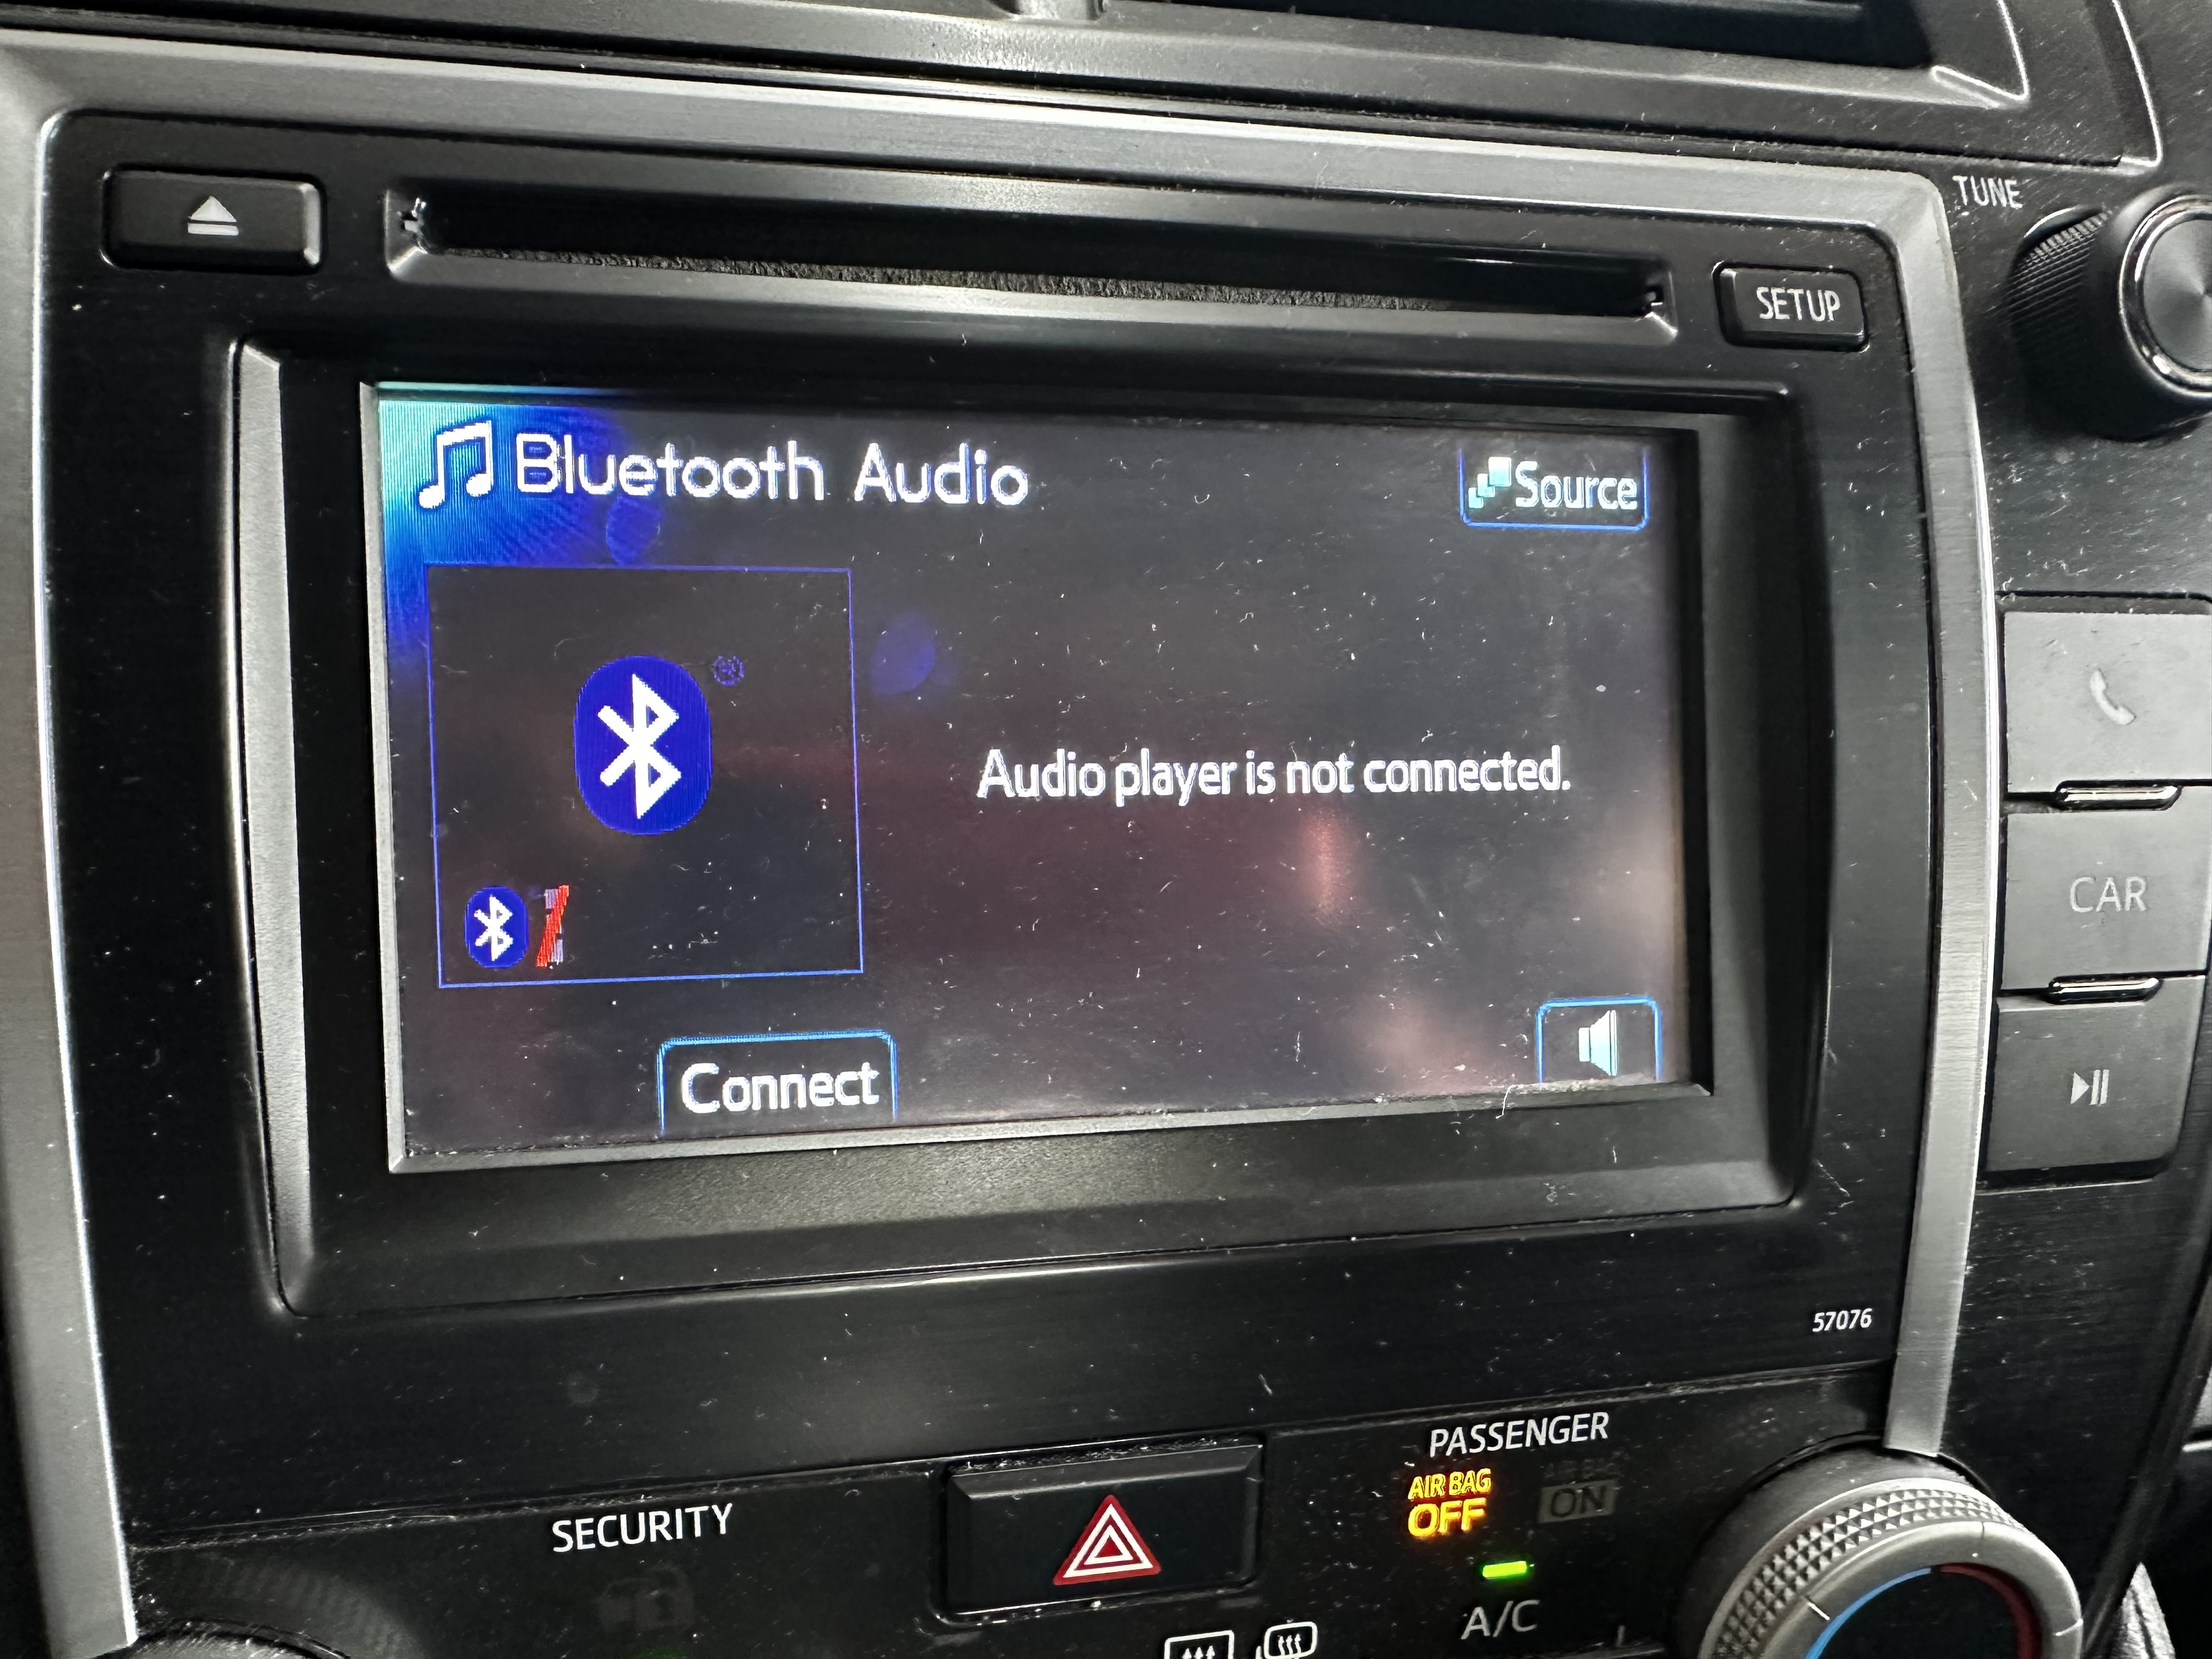 TUNE
SETUP
Bluetooth Audio
Source
Audio player is not connected.
CAR
Connect
57076
PASSENGER
AIR BAG
OFF
ON
SECURITY
A/C